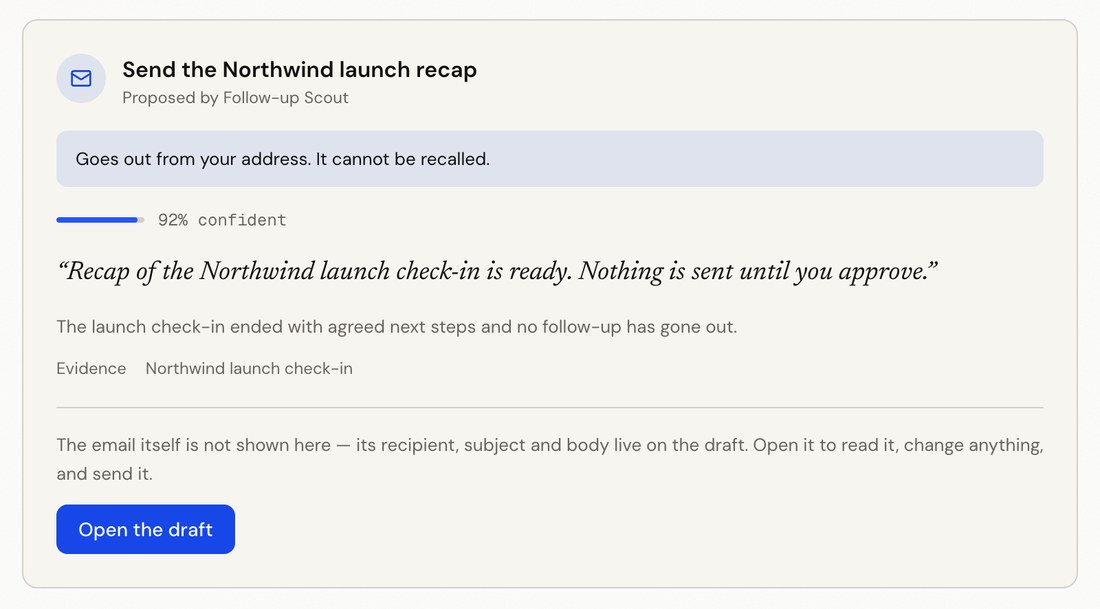 Send the Northwind launch recap
Proposed by Follow-up Scout
Goes out from your address. It cannot be recalled.
92% confident
“Recap of the Northwind launch check-in is ready. Nothing is sent until you approve.”
The launch check-in ended with agreed next steps and no follow-up has gone out.
Evidence Northwind launch check-in
The email itself is not shown here — its recipient, subject and body live on the draft. Open it to read it, change anything,
and send it.
Open the draft